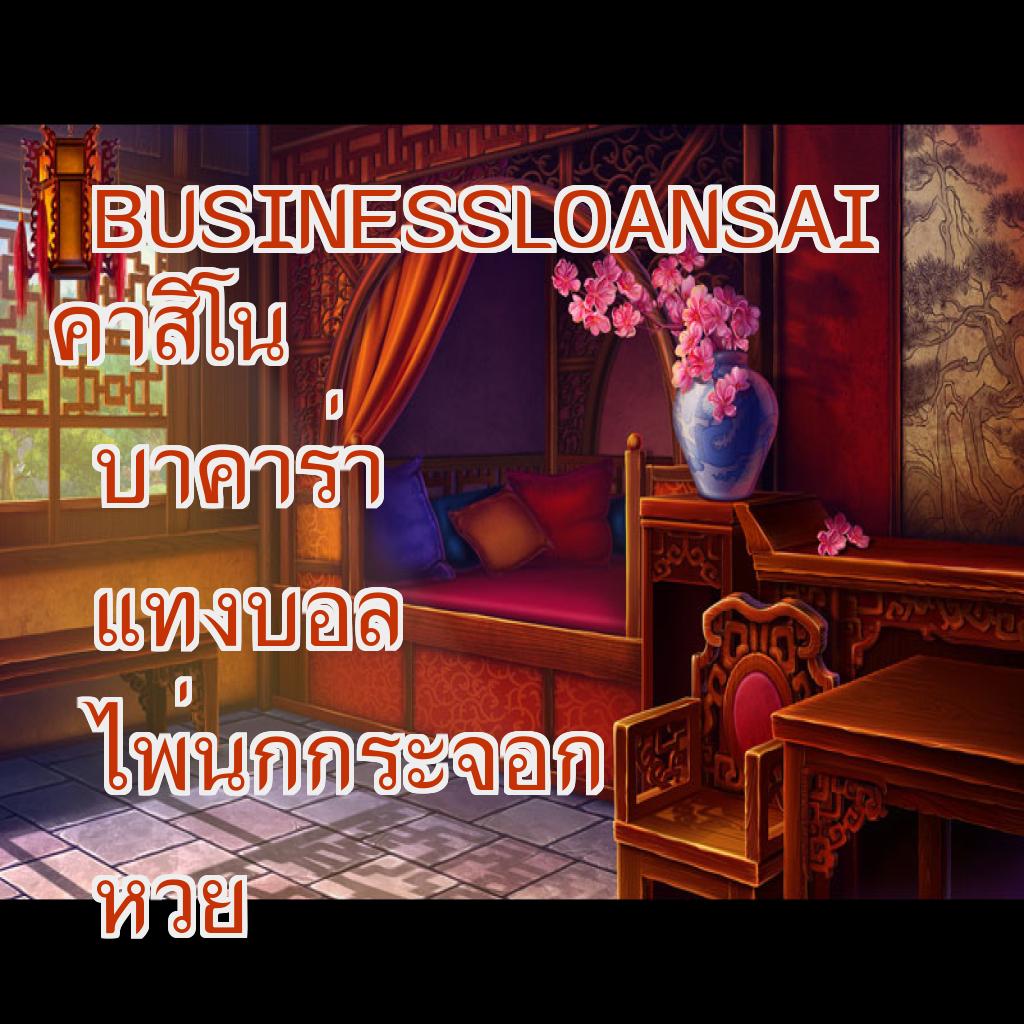 BUSINESSLOANSAI
คาสิโน
บาคาร่า
แทงบอล
ไพ่นกกระจอก
หวย